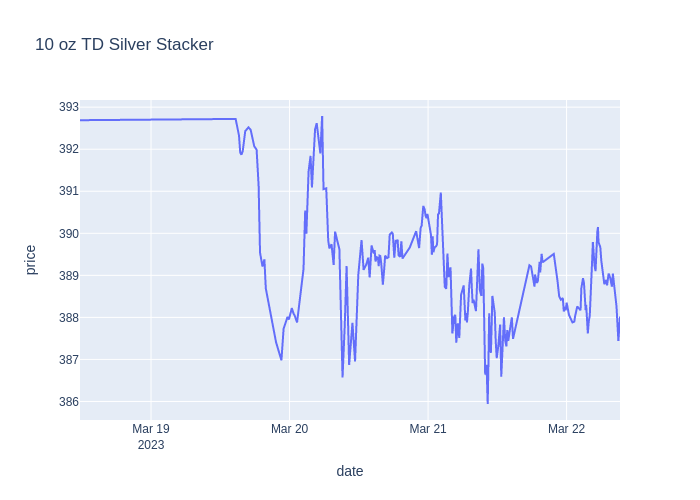 10 oz TD Silver Stacker
393
392
391
390
389
388
387
386
price
Mar 19
2023
Mar 20
Mar 21
Mar 22
date